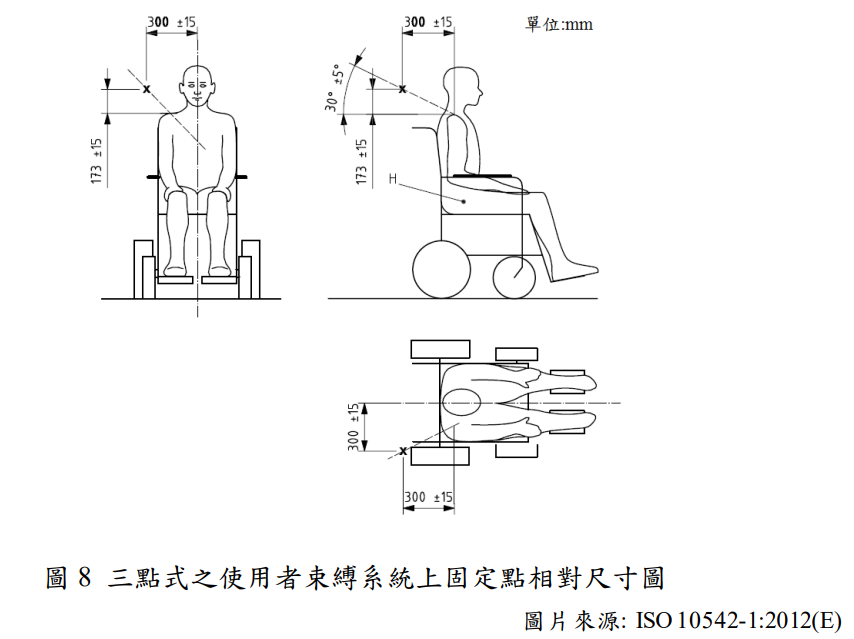 300 ±15
300 ±15
單位:mm
x
x
30° ±5°
173 ±15
173 ±15
H
300 ±15
x
300 ±15
圖 8 三點式之使用者束縛系統上固定點相對尺寸圖
圖片來源: ISO 10542-1:2012(E)